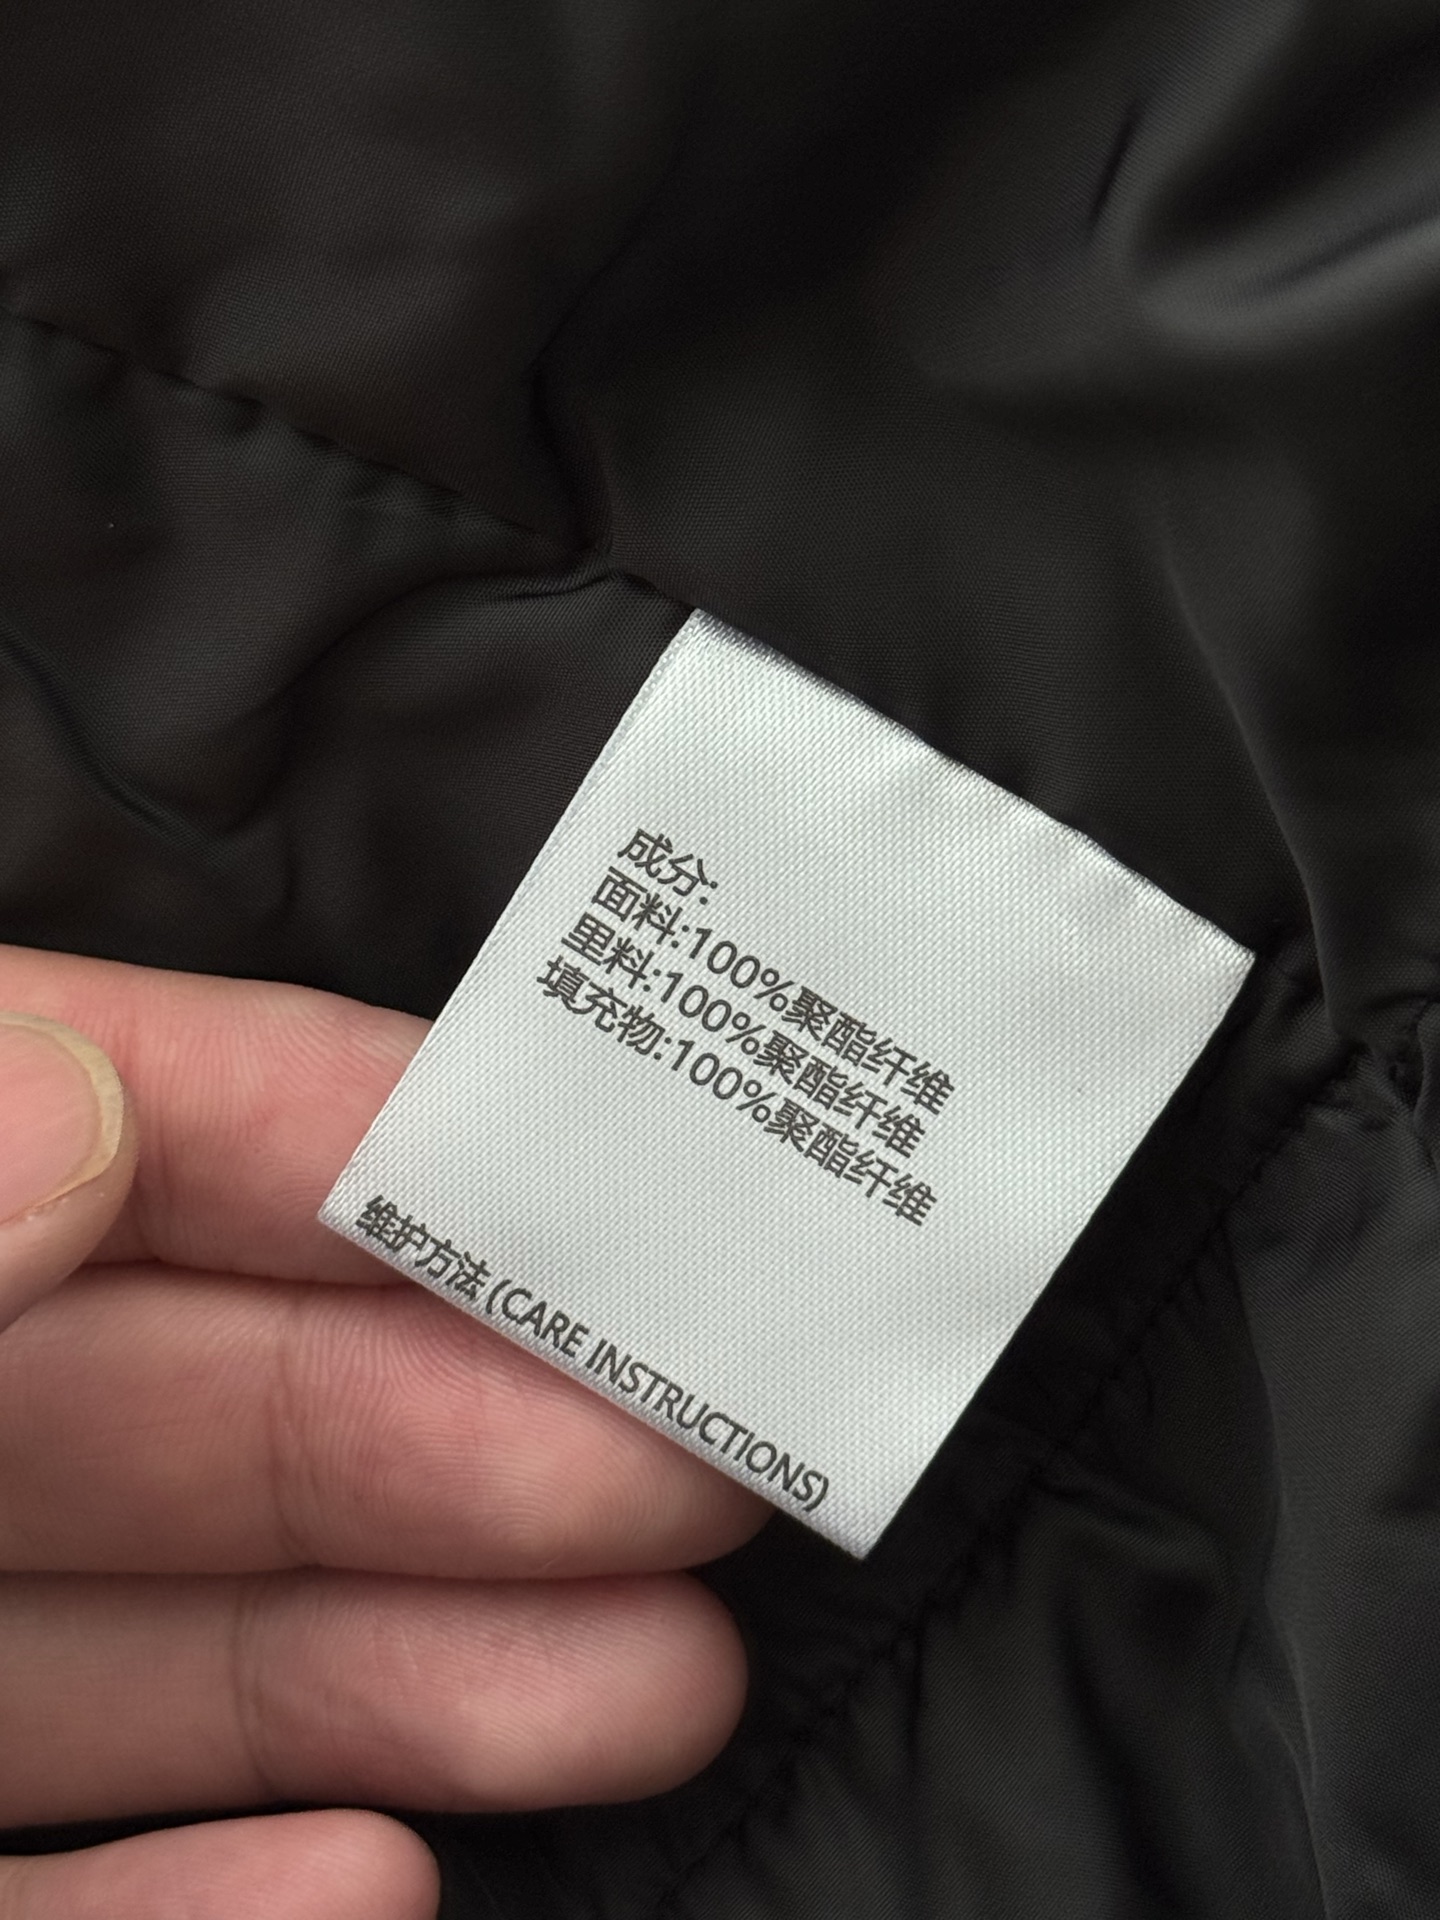 成分:
面料:100%聚酯纤维
里料:100%聚酯纤维
填充物:100%聚酯纤维
维护方法 (CARE INSTRUCTIONS)